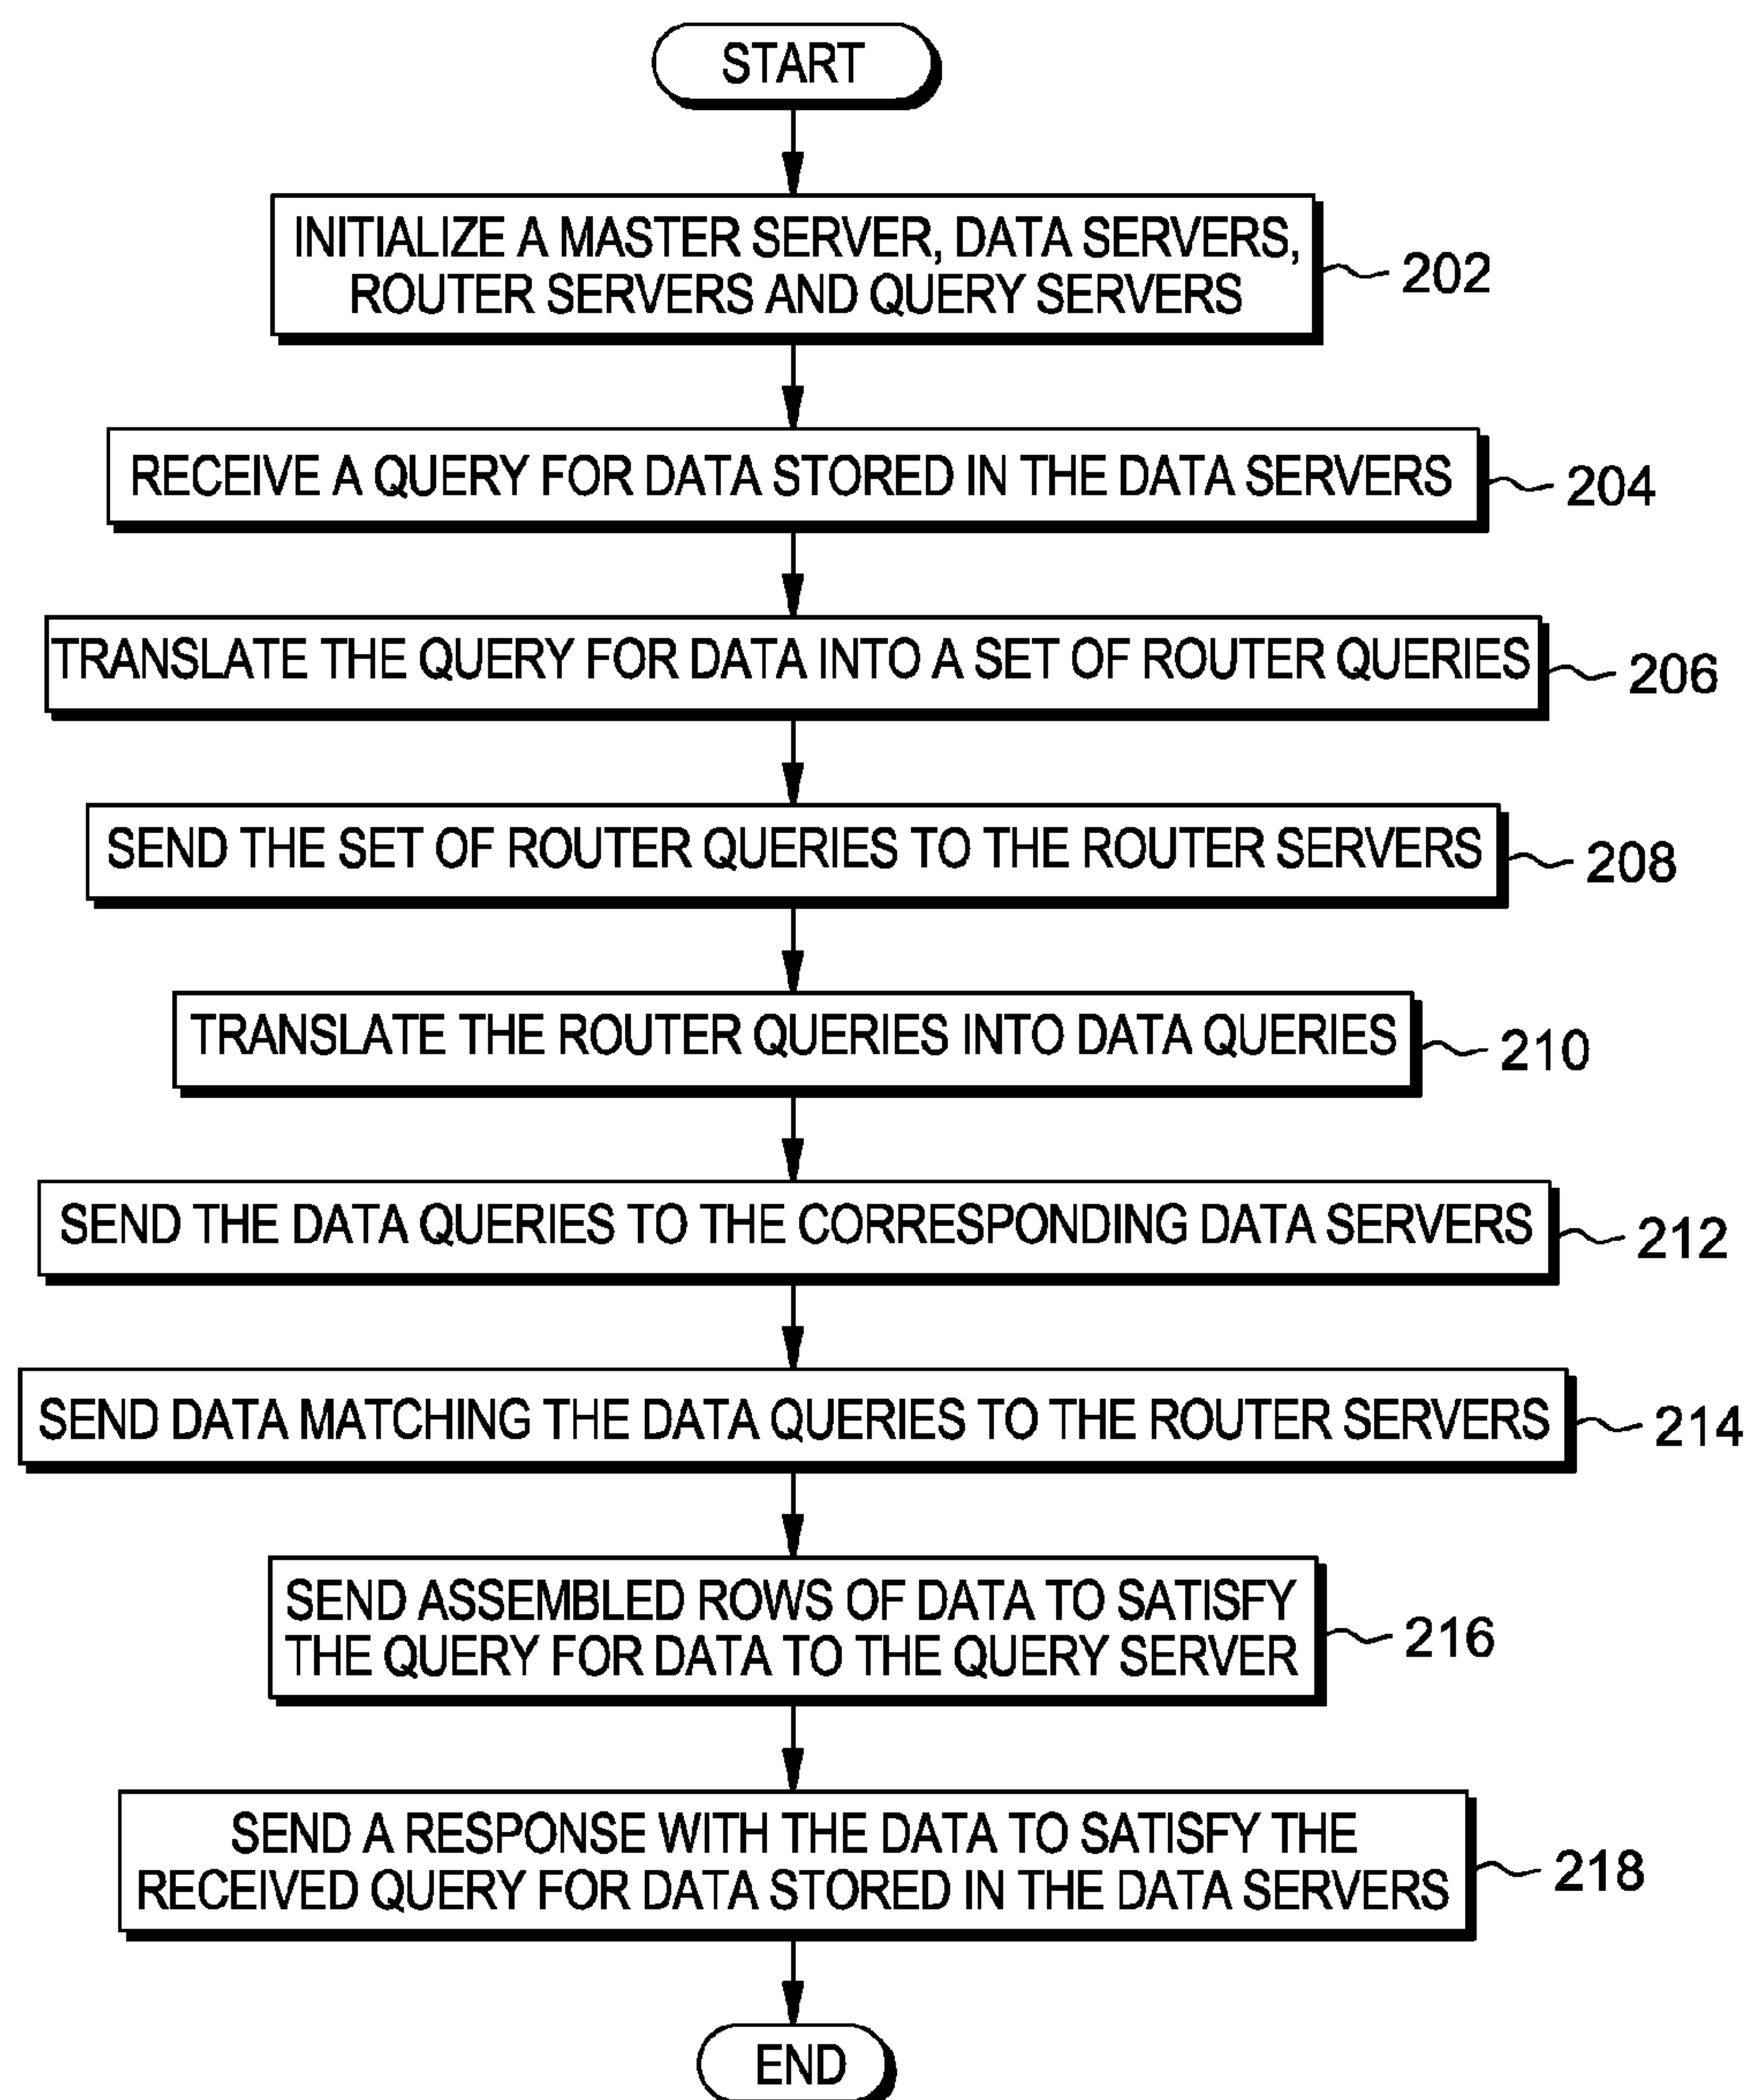 START
INITIALIZE A MASTER SERVER, DATA SERVERS,
ROUTER SERVERS AND QUERY SERVERS
202
RECEIVE A QUERY FOR DATA STORED IN THE DATA SERVERS
204
TRANSLATE THE QUERY FOR DATA INTO A SET OF ROUTER QUERIES
206
SEND THE SET OF ROUTER QUERIES TO THE ROUTER SERVERS
208
TRANSLATE THE ROUTER QUERIES INTO DATA QUERIES
210
SEND THE DATA QUERIES TO THE CORRESPONDING DATA SERVERS
212
SEND DATA MATCHING THE DATA QUERIES TO THE ROUTER SERVERS
214
SEND ASSEMBLED ROWS OF DATA TO SATISFY
THE QUERY FOR DATA TO THE QUERY SERVER
216
SEND A RESPONSE WITH THE DATA TO SATISFY THE
RECEIVED QUERY FOR DATA STORED IN THE DATA SERVERS
218
END